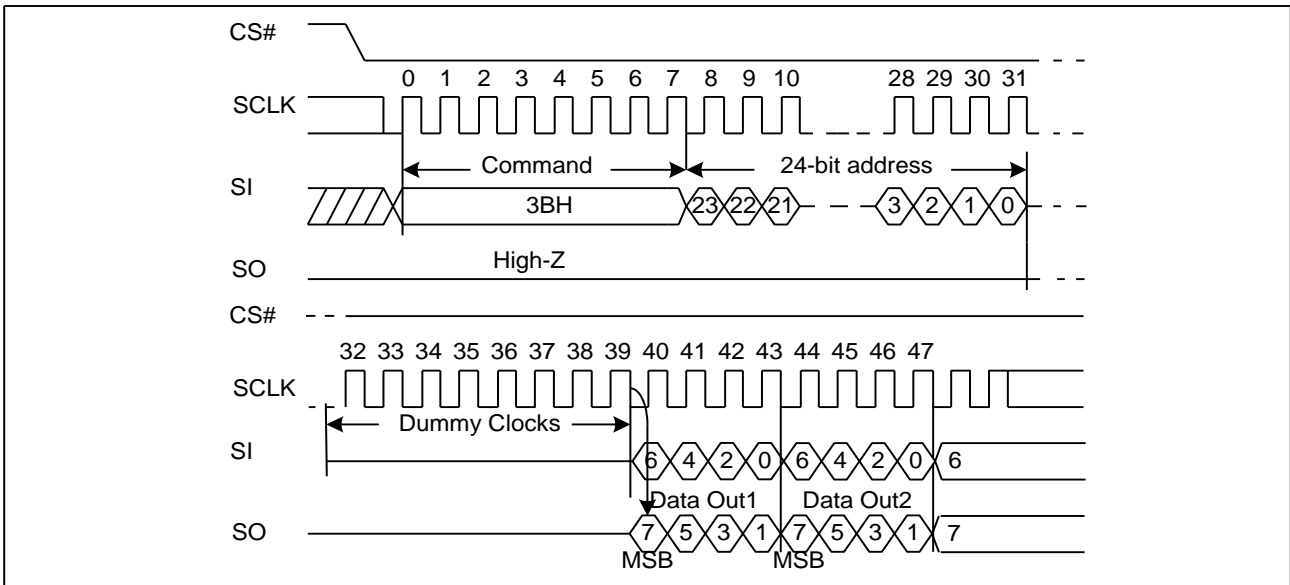 CS#
0 1 2 3 4 5 6 7 8 9 10 28 29 30 31
SCLK
Command 24-bit address
SI
3BH 23 22 21 3 2 1 0
High-Z
SO
CS#
32 33 34 35 36 37 38 39 40 41 42 43 44 45 46 47
SCLK
Dummy Clocks
SI
6 4 2 0 6 4 2 0 6
Data Out1 Data Out2
SO
7 5 3 1 7 5 3 1 7
MSB MSB